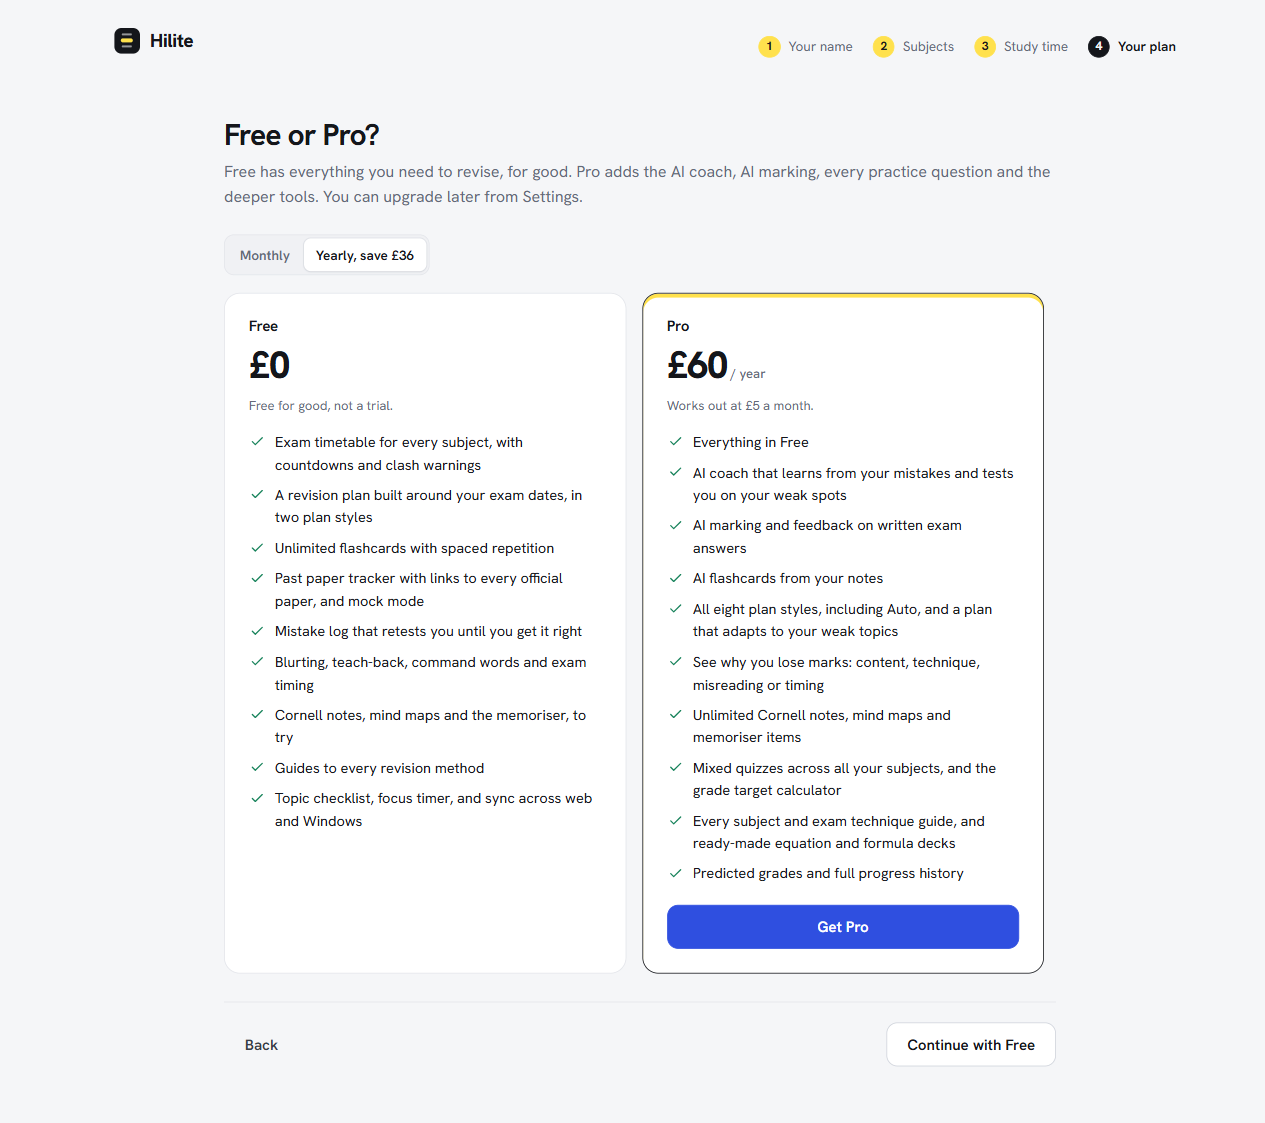 Hilite
1 Your name 2 Subjects 3 Study time 4 Your plan
Free or Pro?
Free has everything you need to revise, for good. Pro adds the AI coach, AI marking, every practice question and the
deeper tools. You can upgrade later from Settings.
Monthly Yearly, save £36
Free
£0
Free for good, not a trial.
Exam timetable for every subject, with
countdowns and clash warnings
A revision plan built around your exam dates, in
two plan styles
Unlimited flashcards with spaced repetition
Past paper tracker with links to every official
paper, and mock mode
Mistake log that retests you until you get it right
Blurting, teach-back, command words and exam
timing
Cornell notes, mind maps and the memoriser, to
try
Guides to every revision method
Topic checklist, focus timer, and sync across web
and Windows
Pro
£60 / year
Works out at £5 a month.
Everything in Free
AI coach that learns from your mistakes and tests
you on your weak spots
AI marking and feedback on written exam
answers
AI flashcards from your notes
All eight plan styles, including Auto, and a plan
that adapts to your weak topics
See why you lose marks: content, technique,
misreading or timing
Unlimited Cornell notes, mind maps and
memoriser items
Mixed quizzes across all your subjects, and the
grade target calculator
Every subject and exam technique guide, and
ready-made equation and formula decks
Predicted grades and full progress history
Get Pro
Back
Continue with Free